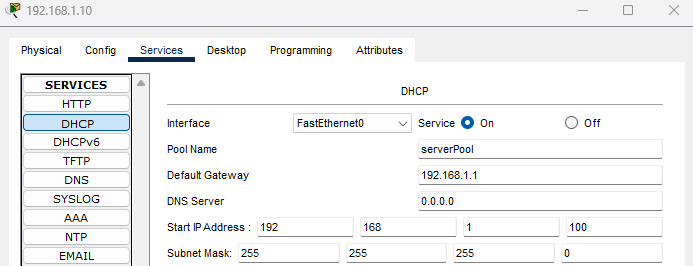 192.168.1.10
Physical Config Services Desktop Programming Attributes
SERVICES
HTTP
DHCP
DHCPv6
TFTP
DNS
SYSLOG
AAA
NTP
EMAIL
DHCP
Interface FastEthernet0 Service On Off
Pool Name serverPool
Default Gateway 192.168.1.1
DNS Server 0.0.0.0
Start IP Address : 192 168 1 100
Subnet Mask: 255 255 255 0